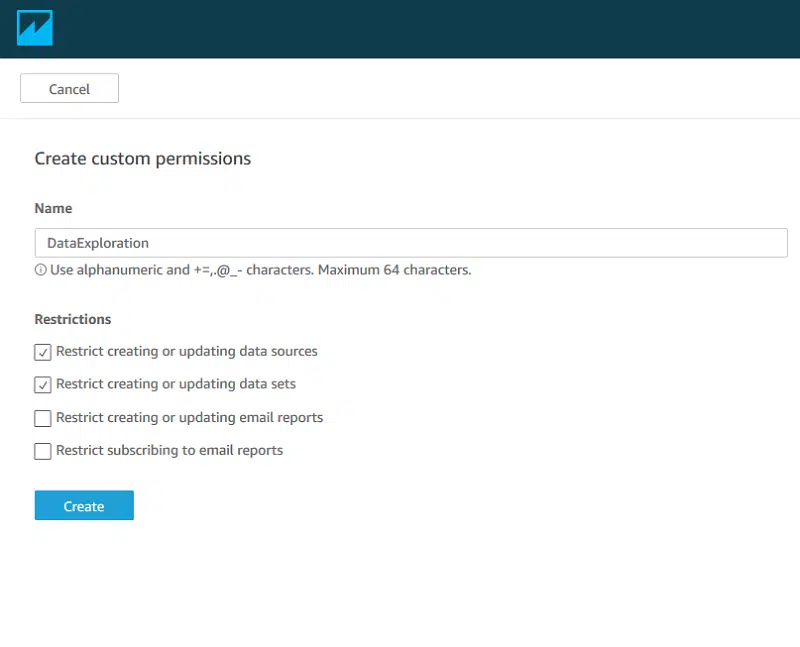 Cancel
Create custom permissions
Name
DataExploration
Use alphanumeric and +=,.@_- characters. Maximum 64 characters.
Restrictions
Restrict creating or updating data sources
Restrict creating or updating data sets
Restrict creating or updating email reports
Restrict subscribing to email reports
Create